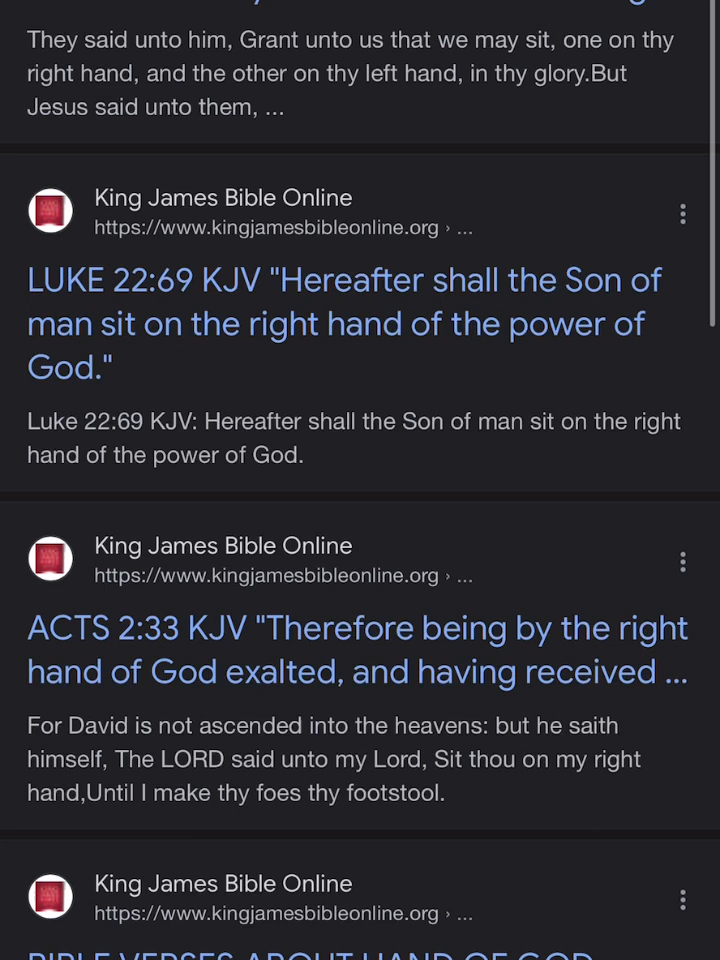 They said unto him, Grant unto us that we may sit, one on thy
right hand, and the other on thy left hand, in thy glory.But
Jesus said unto them, ...
King James Bible Online
https://www.kingjamesbibleonline.org › ...
LUKE 22:69 KJV "Hereafter shall the Son of
man sit on the right hand of the power of
God."
Luke 22:69 KJV: Hereafter shall the Son of man sit on the right
hand of the power of God.
King James Bible Online
https://www.kingjamesbibleonline.org › ...
ACTS 2:33 KJV "Therefore being by the right
hand of God exalted, and having received ...
For David is not ascended into the heavens: but he saith
himself, The LORD said unto my Lord, Sit thou on my right
hand,Until I make thy foes thy footstool.
King James Bible Online
https://www.kingjamesbibleonline.org › ...
BIBLE VERSES ABOUT HAND OF GOD